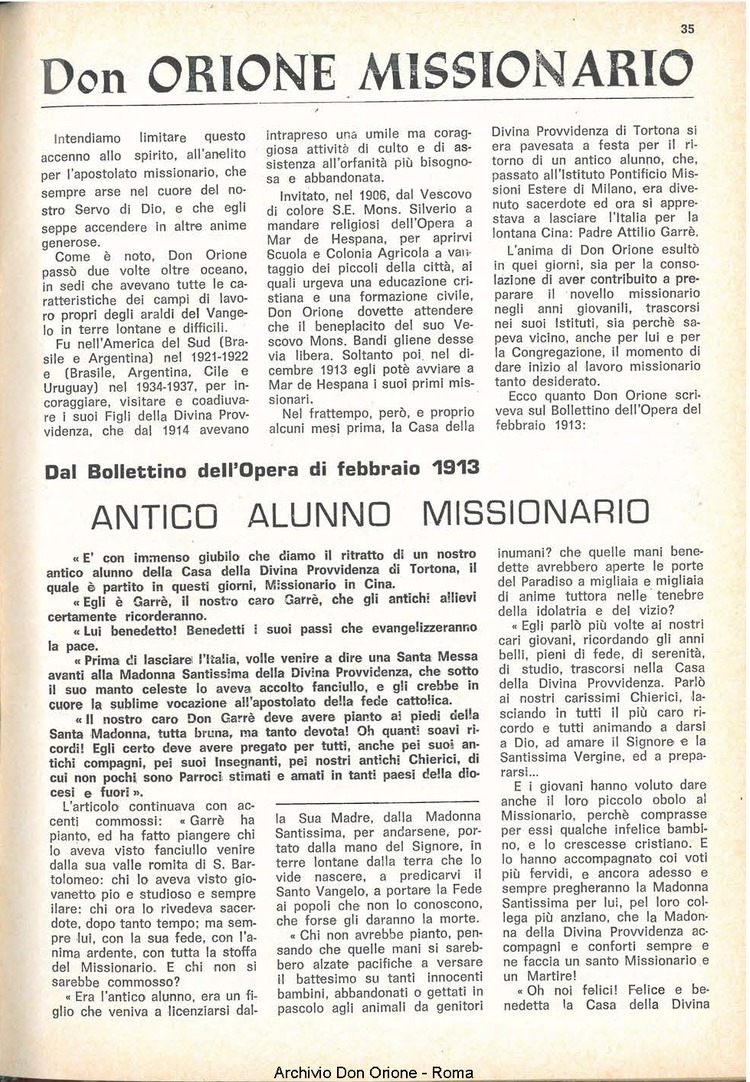 35
Don ORIONE MISSIONARIO
Intendiamo limitare questo
accenno allo spirito, all'anelito
per l'apostolato missionario, che
sempre arse nel cuore del no-
stro Servo di Dio, e che egli
seppe accendere in altre anime
generose.
Come è noto, Don Orione
passò due volte oltre oceano,
in sedi che avevano tutte le ca-
ratteristiche dei campi di lavo-
ro propri degli araldi del Vange-
lo in terre lontane e difficili.
Fu nell'America del Sud (Bra-
sile e Argentina) nel 1921-1922
e (Brasile, Argentina, Cile e
Uruguay) nel 1934-1937, per in-
coraggiare, visitare e coadiuva-
re i suoi Figli della Divina Prov-
videnza, che dal 1914 avevano
intrapreso una umile ma corag-
giosa attività di culto e di as-
sistenza all'orfanità più bisogno-
sa e abbandonata.
Invitato, nel 1906, dal Vescovo
di colore S.E. Mons. Silverio a
mandare religiosi dell'Opera a
Mar de Hespana, per aprirvi
Scuola e Colonia Agricola a van-
taggio dei piccoli della città, ai
quali urgeva una educazione cri-
stiana e una formazione civile,
Don Orione dovette attendere
che il beneplacito del suo Ve-
scovo Mons. Bandi gliene desse
via libera. Soltanto poi nel di-
cembre 1913 egli potè avviare a
Mar de Hespana i suoi primi mis-
sionari.
Nel frattempo, però, e proprio
alcuni mesi prima, la Casa della
Divina Provvidenza di Tortona si
era pavesata a festa per il ri-
torno di un antico alunno, che,
passato all'Istituto Pontificio Mis-
sioni Estere di Milano, era dive-
nuto sacerdote ed ora si appre-
stava a lasciare l'Italia per la
lontana Cina: Padre Attilio Garrè.
L'anima di Don Orione esultò
in quei giorni, sia per la conso-
lazione di aver contribuito a pre-
parare il novello missionario
negli anni giovanili, trascorsi
nei suoi Istituti, sia perchè sa-
peva vicino, anche per lui e per
la Congregazione, il momento di
dare inizio al lavoro missionario
tanto desiderato.
Ecco quanto Don Orione scri-
veva sul Bollettino dell'Opera del
febbraio 1913:
Dal Bollettino dell'Opera di febbraio 1913
ANTICO ALUNNO MISSIONARIO
« E' con immenso giubilo che diamo il ritratto di un nostro
antico alunno della Casa della Divina Provvidenza di Tortona, il
quale è partito in questi giorni, Missionario in Cina.
« Egli è Garrè, il nostro caro Garrè, che gli antichi allievi
certamente ricorderanno.
« Lui benedetto! Benedetti i suoi passi che evangelizzeranno
la pace.
« Prima di lasciare l'Italia, volle venire a dire una Santa Messa
avanti alla Madonna Santissima della Divina Provvidenza, che sotto
il suo manto celeste lo aveva accolto fanciullo, e gli crebbe in
cuore la sublime vocazione all'apostolato della fede cattolica.
« Il nostro caro Don Garrè deve avere pianto ai piedi della
Santa Madonna, tutta bruna, ma tanto devota! Oh quanti soavi ri-
cordi! Egli certo deve avere pregato per tutti, anche pei suoi an-
tichi compagni, pei suoi Insegnanti, pei nostri antichi Chierici, di
cui non pochi sono Parroci stimati e amati in tanti paesi della dio-
cesi e fuori ».
L'articolo continuava con ac-
centi commossi: « Garrè ha
pianto, ed ha fatto piangere chi
lo aveva visto fanciullo venire
dalla sua valle romita di S. Bar-
tolomeo: chi lo aveva visto gio-
vanetto pio e studioso e sempre
ilare: chi ora lo rivedeva sacer-
dote, dopo tanto tempo; ma sem-
pre lui, con la sua fede, con l'a-
nima ardente, con tutta la stoffa
del Missionario. E chi non si
sarebbe commosso?
« Era l'antico alunno, era un fi-
glio che veniva a licenziarsi dal-
la Sua Madre, dalla Madonna
Santissima, per andarsene, por-
tato dalla mano del Signore, in
terre lontane dalla terra che lo
vide nascere, a predicarvi il
Santo Vangelo, a portare la Fede
ai popoli che non lo conoscono,
che forse gli daranno la morte.
« Chi non avrebbe pianto, pen-
sando che quelle mani si sareb-
bero alzate pacifiche a versare
il battesimo su tanti innocenti
bambini, abbandonati o gettati in
pascolo agli animali da genitori
inumani? che quelle mani bene-
dette avrebbero aperte le porte
del Paradiso a migliaia e migliaia
di anime tuttora nelle tenebre
della idolatria e del vizio?
« Egli parlò più volte ai nostri
cari giovani, ricordando gli anni
belli, pieni di fede, di serenità,
di studio, trascorsi nella Casa
della Divina Provvidenza. Parlò
ai nostri carissimi Chierici, la-
sciando in tutti il più caro ri-
cordo e tutti animando a darsi
a Dio, ad amare il Signore e la
Santissima Vergine, ed a prepa-
rarsi...
E i giovani hanno voluto dare
anche il loro piccolo obolo al
Missionario, perchè comprasse
per essi qualche infelice bambi-
no, e lo crescesse cristiano. E
lo hanno accompagnato coi voti
più fervidi, e ancora adesso e
sempre pregheranno la Madonna
Santissima per lui, pel loro col-
lega più anziano, che la Madon-
na della Divina Provvidenza ac-
compagni e conforti sempre e
ne faccia un santo Missionario e
un Martire!
« Oh noi felici! Felice e be-
nedetta la Casa della Divina
Archivio Don Orione - Roma